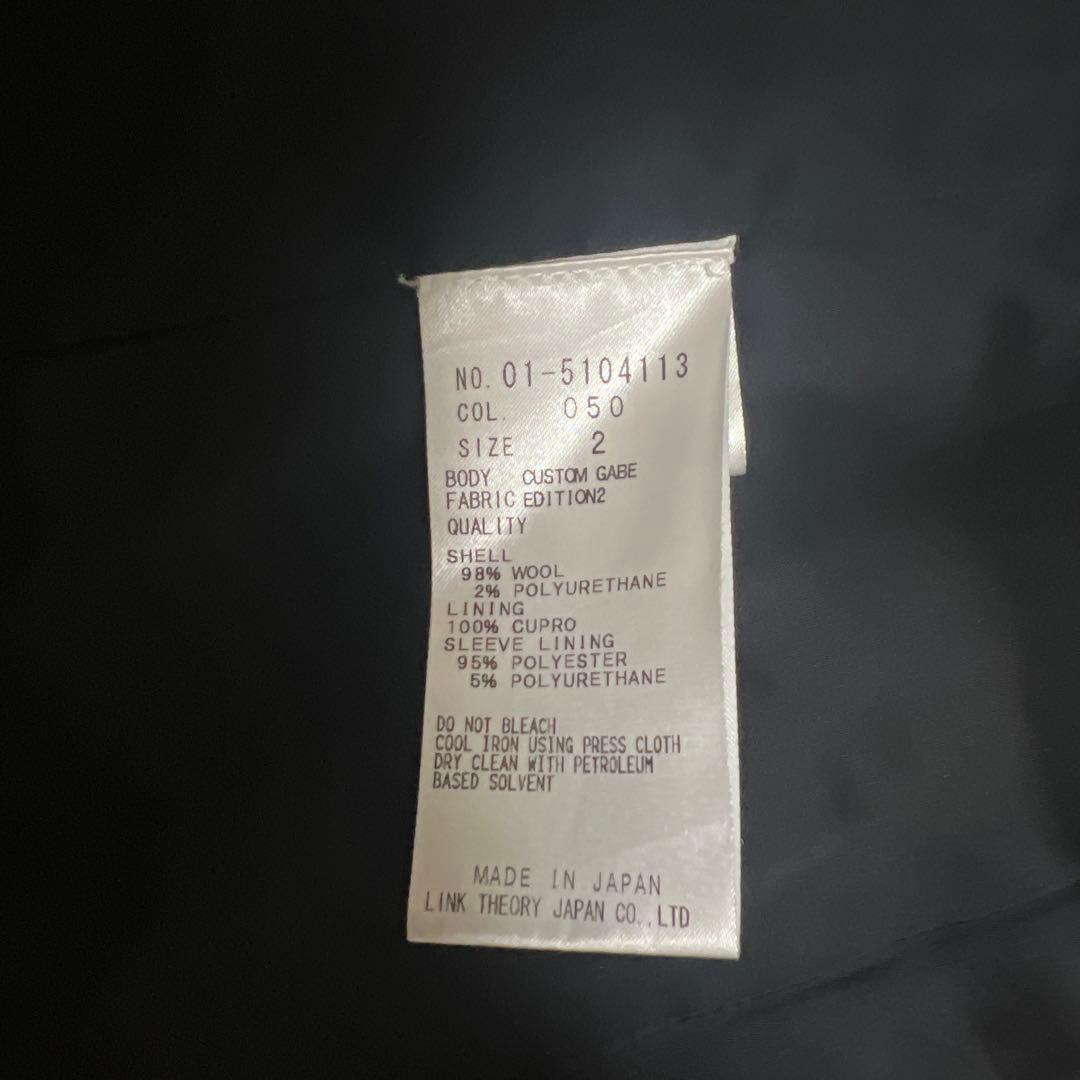 NO. 01-5104113
COL. 050
SIZE 2
BODY CUSTOM GABE
FABRIC EDITION2
QUALITY
SHELL
98% WOOL
2% POLYURETHANE
LINING
100% CUPRO
SLEEVE LINING
95% POLYESTER
5% POLYURETHANE
DO NOT BLEACH
COOL IRON USING PRESS CLOTH
DRY CLEAN WITH PETROLEUM
BASED SOLVENT
MADE IN JAPAN
LINK THEORY JAPAN CO.,LTD